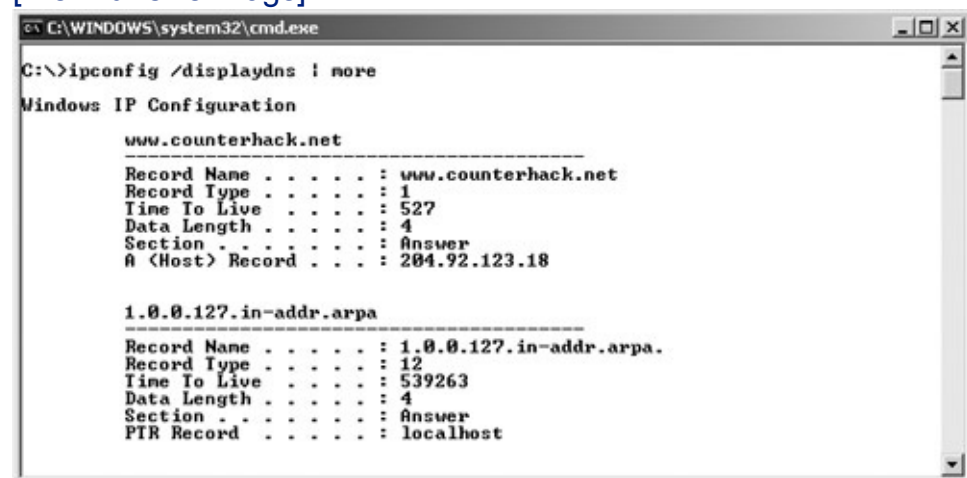 C:\WINDOWS\system32\cmd.exe
C:\>ipconfig /displaydns | more
Windows IP Configuration
www.counterhack.net
----------------------------------------
Record Name . . . . . : www.counterhack.net
Record Type . . . . . : 1
Time To Live . . . . : 527
Data Length . . . . . : 4
Section . . . . . . . : Answer
A (Host) Record . . . : 204.92.123.18
1.0.0.127.in-addr.arpa
----------------------------------------
Record Name . . . . . : 1.0.0.127.in-addr.arpa.
Record Type . . . . . : 12
Time To Live . . . . : 539263
Data Length . . . . . : 4
Section . . . . . . . : Answer
PTR Record . . . . . : localhost